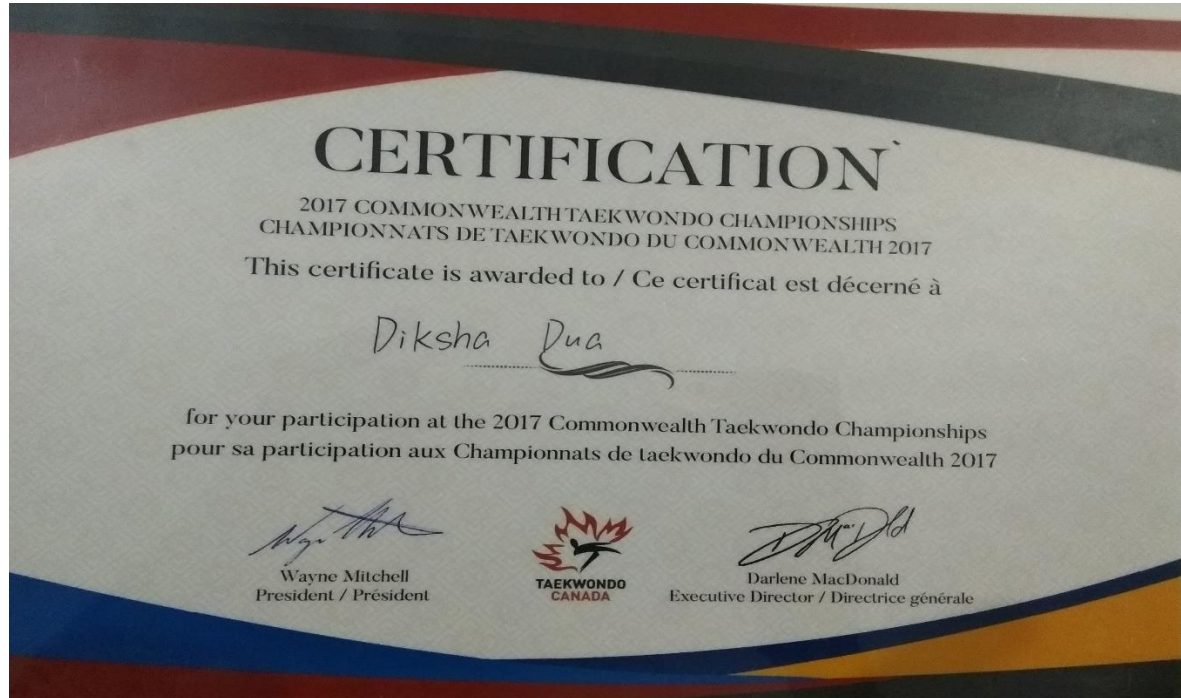 CERTIFICATION
2017 COMMONWEALTH TAEKWONDO CHAMPIONSHIPS
CHAMPIONNATS DE TAEKWONDO DU COMMONWEALTH 2017
This certificate is awarded to / Ce certificat est décerné à
Diksha Dua
for your participation at the 2017 Commonwealth Taekwondo Championships
pour sa participation aux Championnats de taekwondo du Commonwealth 2017
Wayne Mitchell
President / Président
TAEKWONDO
CANADA
Darlene MacDonald
Executive Director / Directrice générale